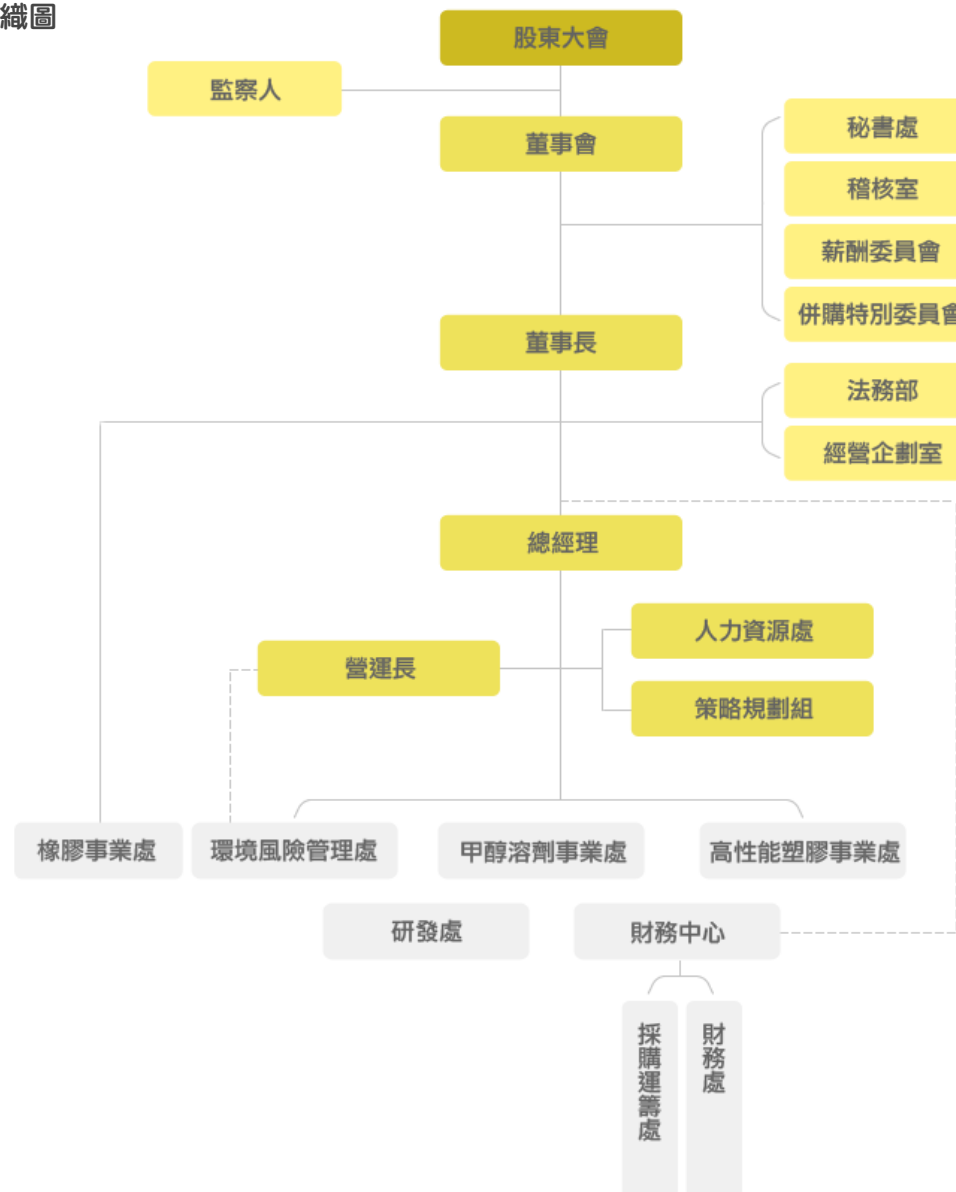 織圖
股東大會
監察人
董事會
秘書處
稽核室
薪酬委員會
併購特別委員會
董事長
法務部
經營企劃室
總經理
人力資源處
營運長
策略規劃組
橡膠事業處
環境風險管理處
甲醇溶劑事業處
高性能塑膠事業處
研發處
財務中心
採購運籌處
財務處